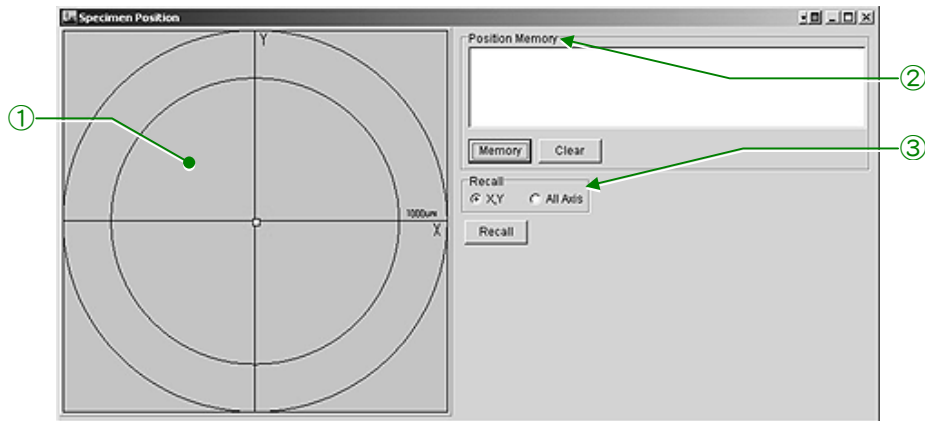 Specimen Position
Y
1000um
X
Position Memory
Memory Clear
Recall
X,Y All Axis
Recall
①
②
③